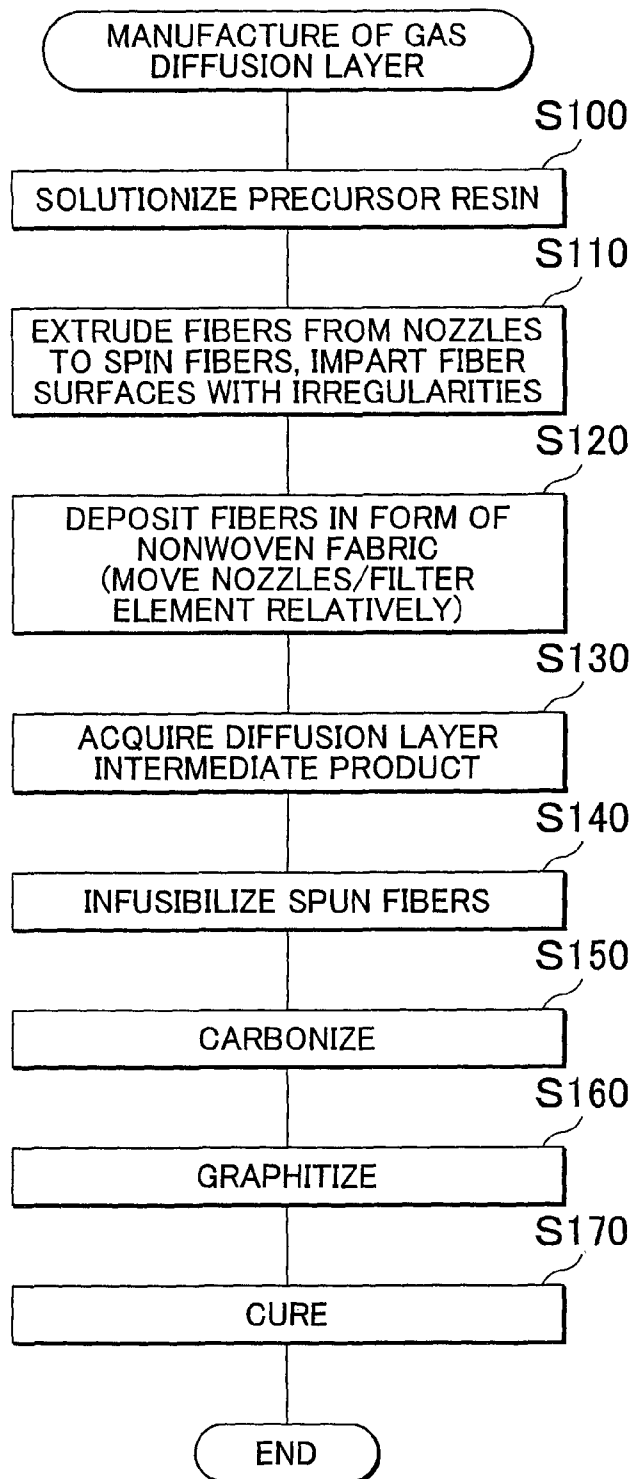 MANUFACTURE OF GAS
DIFFUSION LAYER
S100
SOLUTIONIZE PRECURSOR RESIN
S110
EXTRUDE FIBERS FROM NOZZLES
TO SPIN FIBERS, IMPART FIBER
SURFACES WITH IRREGULARITIES
S120
DEPOSIT FIBERS IN FORM OF
NONWOVEN FABRIC
(MOVE NOZZLES/FILTER
ELEMENT RELATIVELY)
S130
ACQUIRE DIFFUSION LAYER
INTERMEDIATE PRODUCT
S140
INFUSIBILIZE SPUN FIBERS
S150
CARBONIZE
S160
GRAPHITIZE
S170
CURE
END